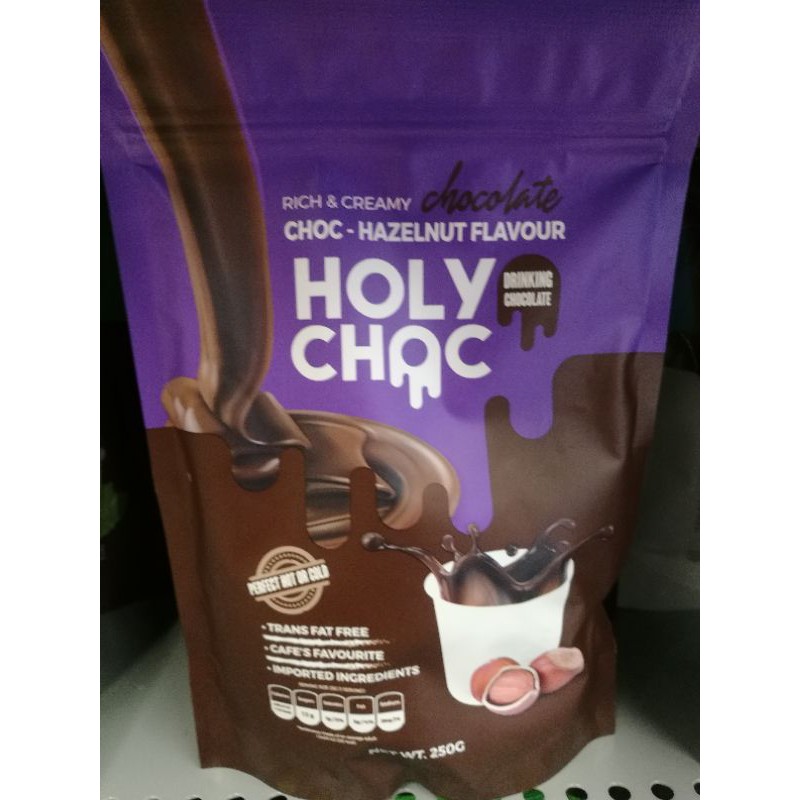 RICH & CREAMY chocolate
CHOC - HAZELNUT FLAVOUR
HOLY
CHOC
DRINKING
CHOCOLATE
PERFECT HOT OR COLD
• TRANS FAT FREE
• CAFE'S FAVOURITE
• IMPORTED INGREDIENTS
NET WT. 250G